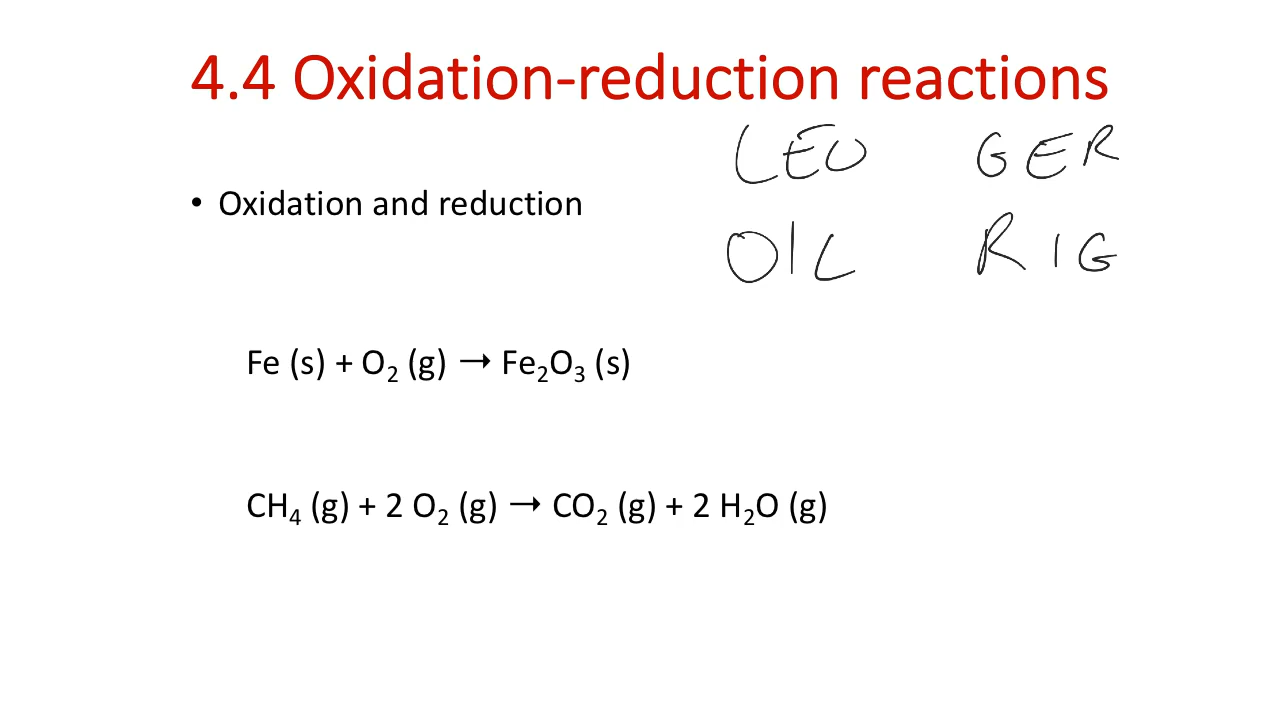 4.4 Oxidation-reduction reactions
LEO GER
• Oxidation and reduction
OIL RIG
Fe (s) + O₂ (g) → Fe₂O₃ (s)
CH₄ (g) + 2 O₂ (g) → CO₂ (g) + 2 H₂O (g)